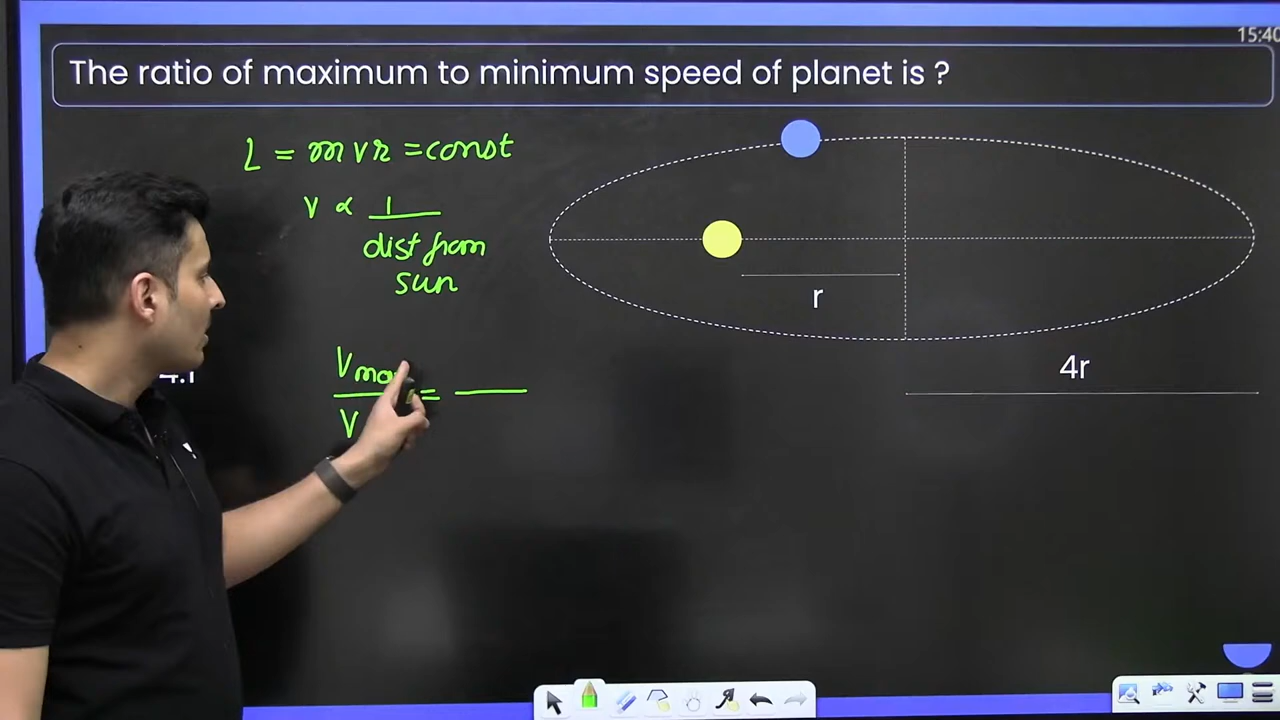 15:40
The ratio of maximum to minimum speed of planet is ?
L = mvr = const
v ∝ 1
dist from
sun
r
4r
Vmax
=
V